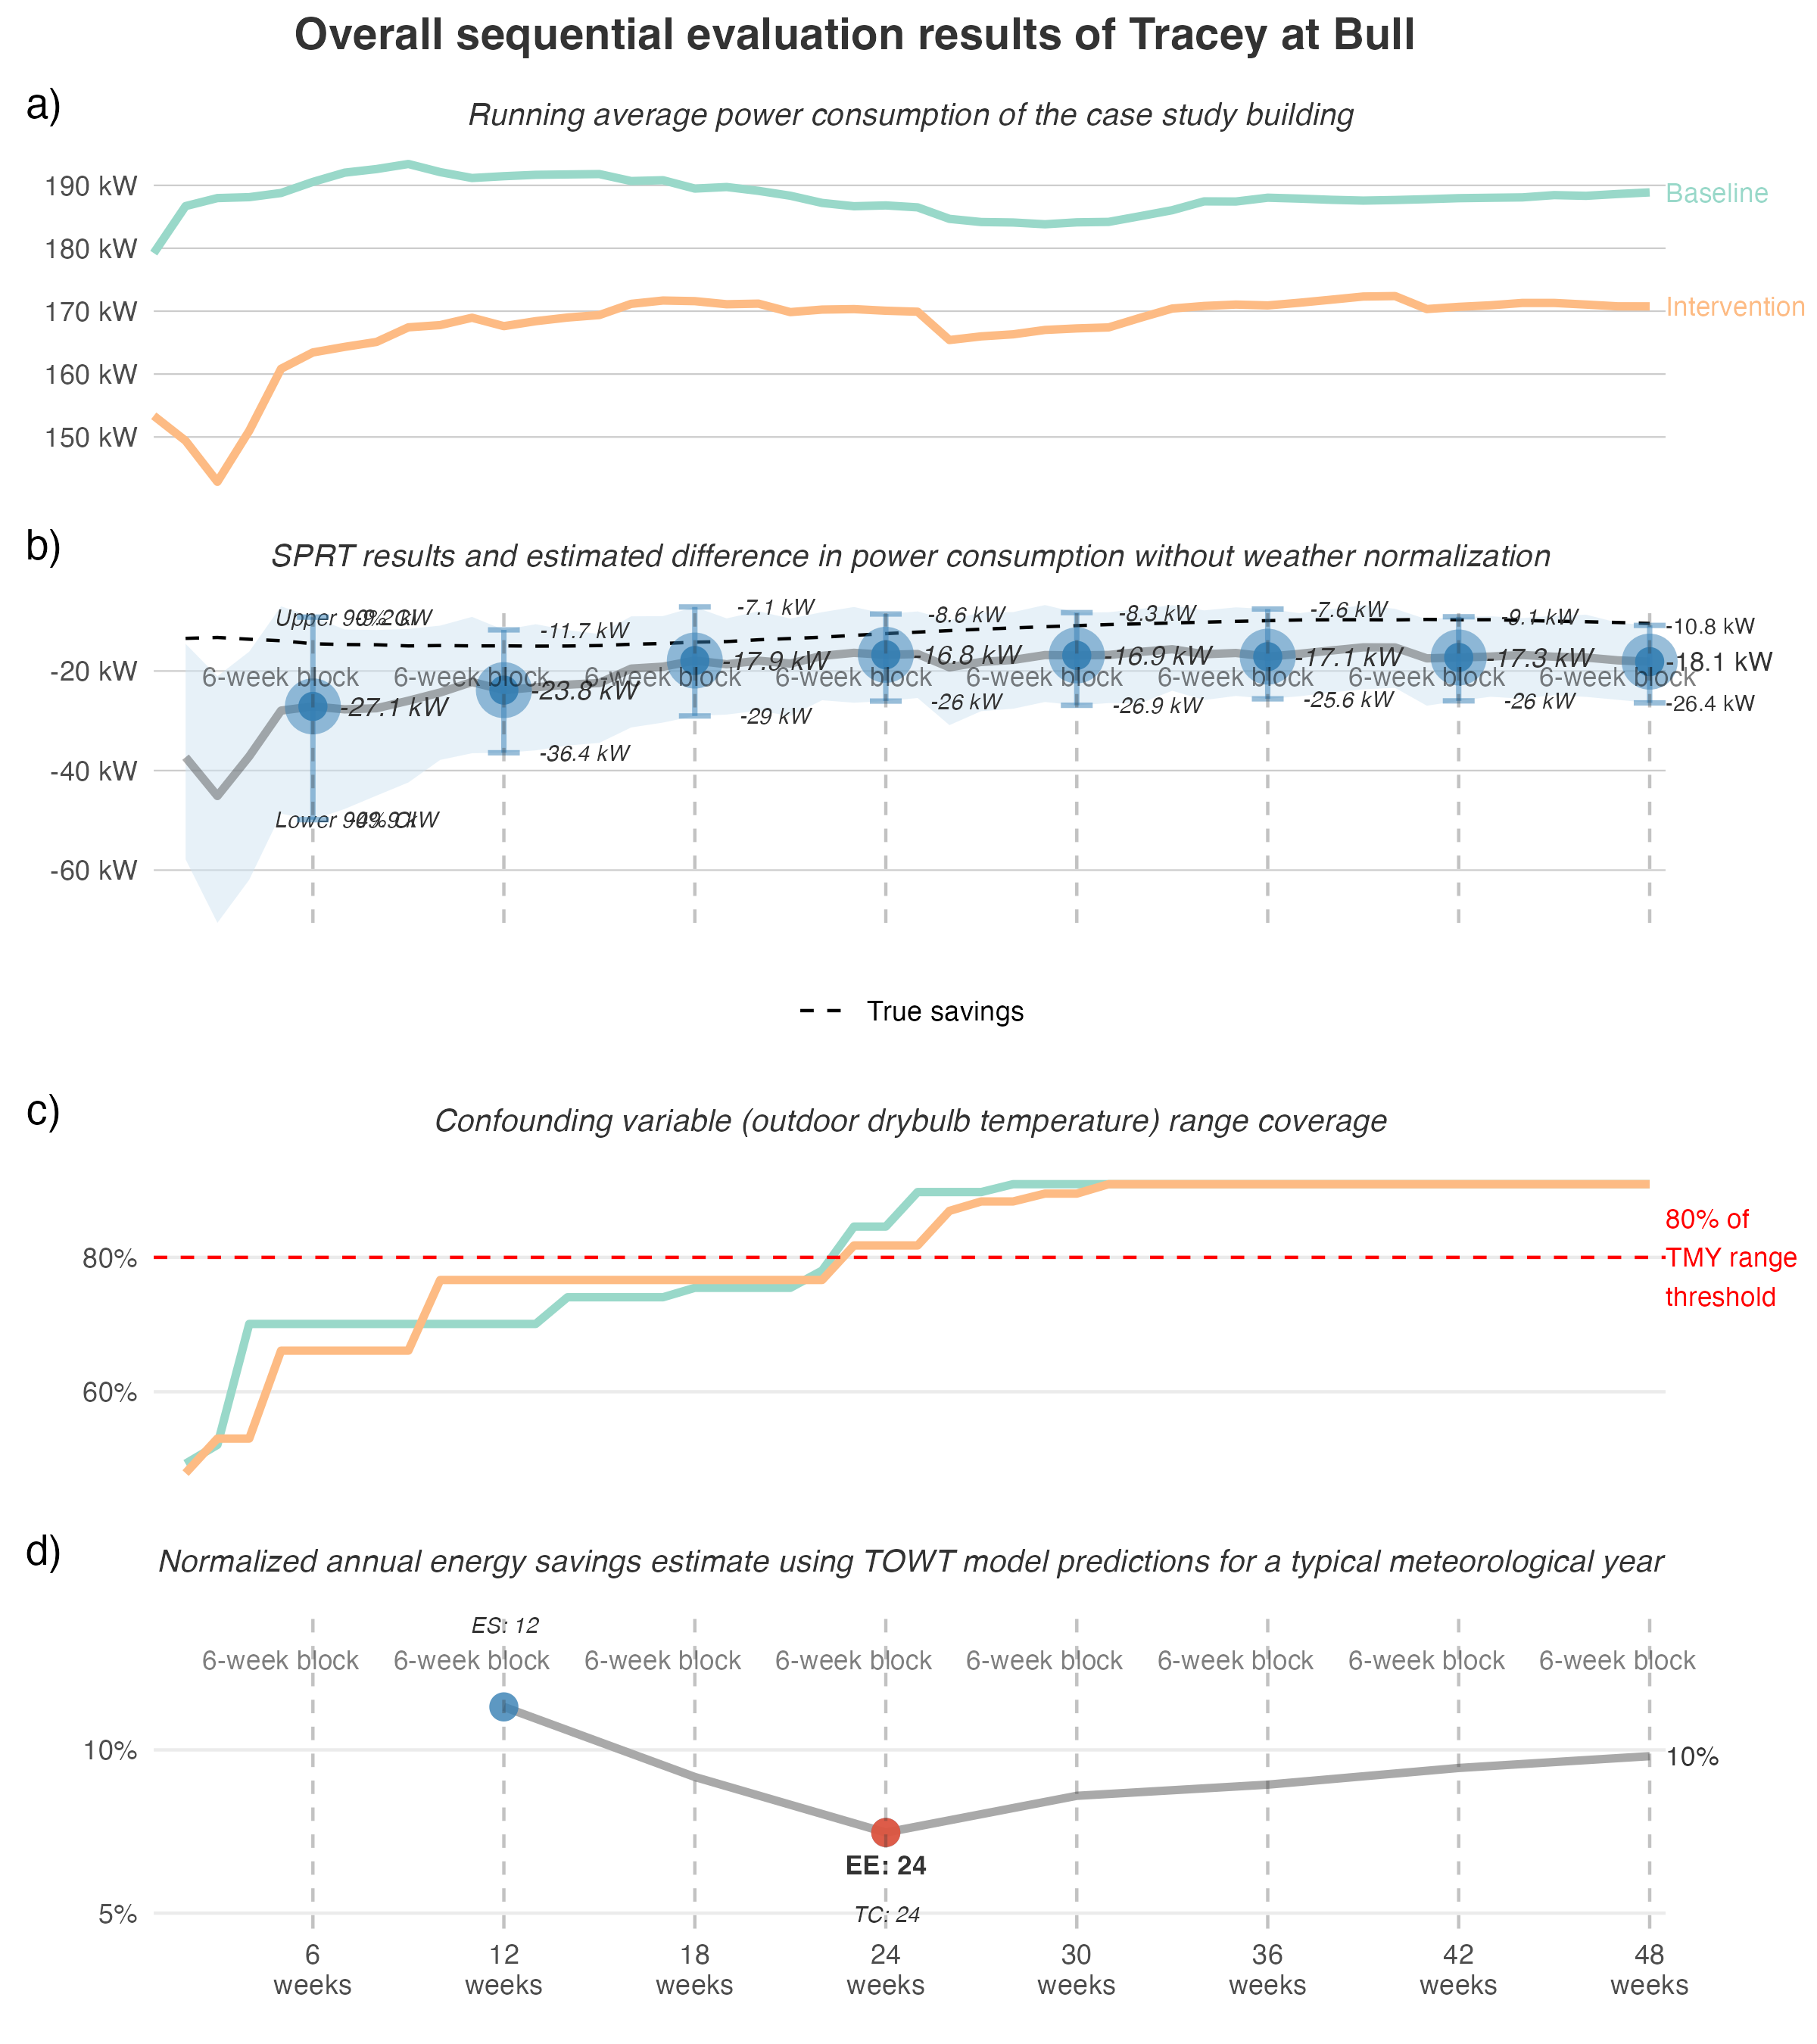 Overall sequential evaluation results of Tracey at Bull
a)
Running average power consumption of the case study building
190 kW
180 kW
170 kW
160 kW
150 kW
Baseline
Intervention
b)
SPRT results and estimated difference in power consumption without weather normalization
-20 kW
-40 kW
-60 kW
Upper 90% CI
-9.2 kW
-11.7 kW
-7.1 kW
-8.6 kW
-8.3 kW
-7.6 kW
-9.1 kW
-10.8 kW
6-week block
6-week block
6-week block
6-week block
6-week block
6-week block
6-week block
6-week block
-27.1 kW
-23.8 kW
-17.9 kW
-16.8 kW
-16.9 kW
-17.1 kW
-17.3 kW
-18.1 kW
Lower 90% CI
-49.9 kW
-36.4 kW
-29 kW
-26 kW
-26.9 kW
-25.6 kW
-26 kW
-26.4 kW
True savings
c)
Confounding variable (outdoor drybulb temperature) range coverage
80%
60%
80% of
TMY range
threshold
d)
Normalized annual energy savings estimate using TOWT model predictions for a typical meteorological year
ES: 12
6-week block
6-week block
6-week block
6-week block
6-week block
6-week block
6-week block
6-week block
10%
5%
10%
EE: 24
TC: 24
6
weeks
12
weeks
18
weeks
24
weeks
30
weeks
36
weeks
42
weeks
48
weeks